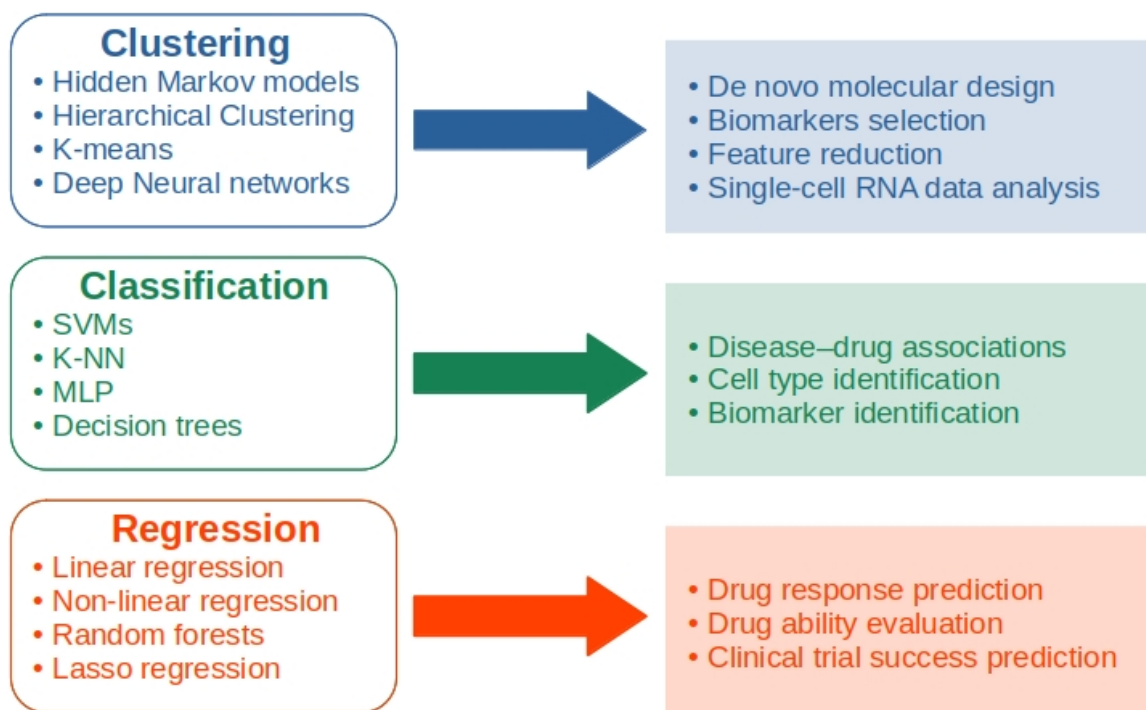 Clustering
• Hidden Markov models
• Hierarchical Clustering
• K-means
• Deep Neural networks
• De novo molecular design
• Biomarkers selection
• Feature reduction
• Single-cell RNA data analysis
Classification
• SVMs
• K-NN
• MLP
• Decision trees
• Disease–drug associations
• Cell type identification
• Biomarker identification
Regression
• Linear regression
• Non-linear regression
• Random forests
• Lasso regression
• Drug response prediction
• Drug ability evaluation
• Clinical trial success prediction